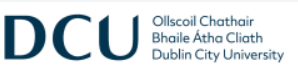 DCU
Ollscoil Chathair
Bhaile Átha Cliath
Dublin City University